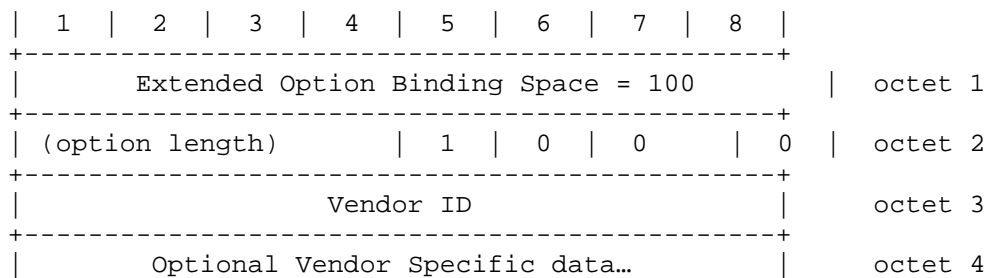 |  1  |  2  |  3  |  4  |  5  |  6  |  7  |  8  |
+-----------------------------------------------+
|       Extended Option Binding Space = 100        |  octet 1
+-----------------------------------------------+
| (option length)       |  1  |  0  |  0     |  0  |  octet 2
+-----------------------------------------------+
|                   Vendor ID                   |   octet 3
+-----------------------------------------------+
|        Optional Vendor Specific data…         |   octet 4